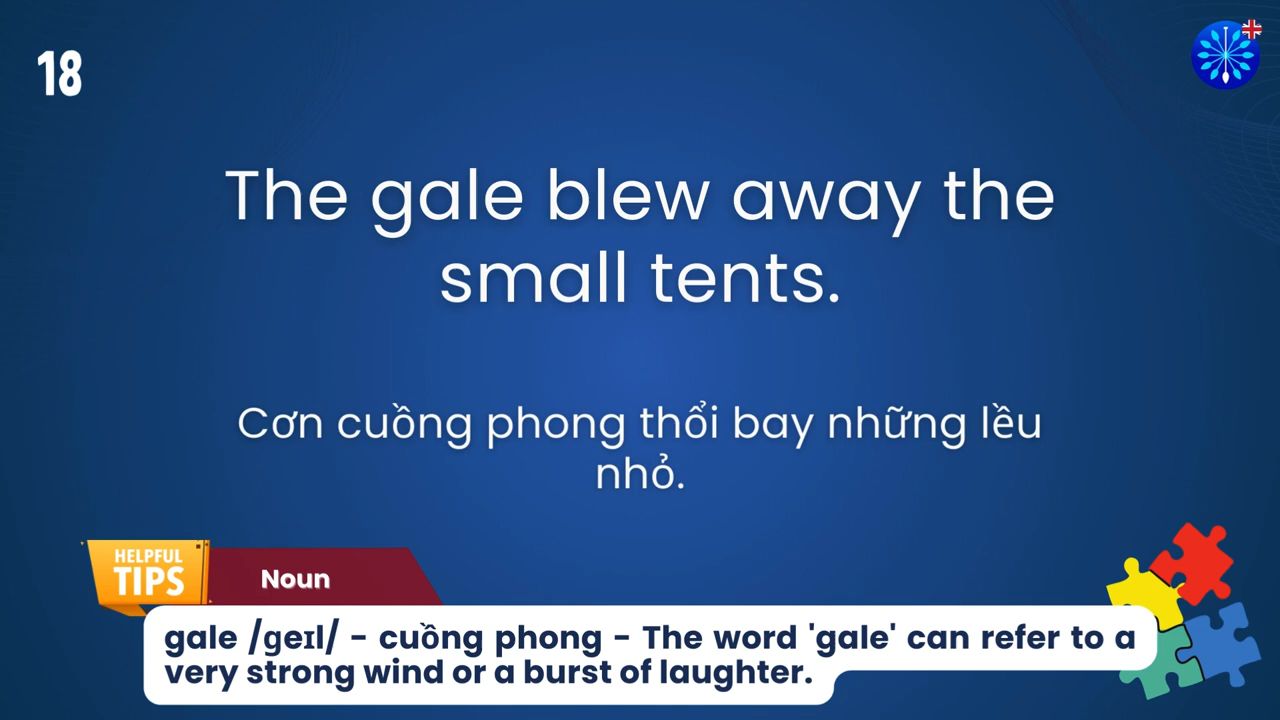 18
The gale blew away the
small tents.
Cơn cuồng phong thổi bay những lều
nhỏ.
HELPFUL
TIPS
Noun
gale /ɡeɪl/ - cuồng phong - The word 'gale' can refer to a
very strong wind or a burst of laughter.